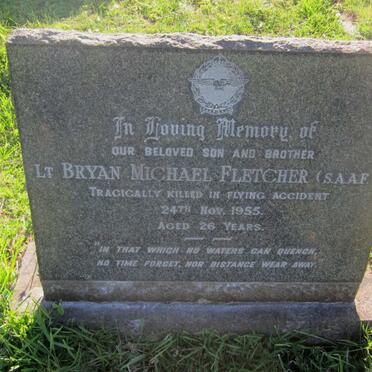 In Loving Memory of
OUR BELOVED SON AND BROTHER
LT BRYAN MICHAEL FLETCHER (S.A.A.F.
TRAGICALLY KILLED IN FLYING ACCIDENT
24TH NOV. 1955.
AGED 26 YEARS.
"IN THAT WHICH NO WATERS CAN QUENCH,
NO TIME FORGET, NOR DISTANCE WEAR AWAY."